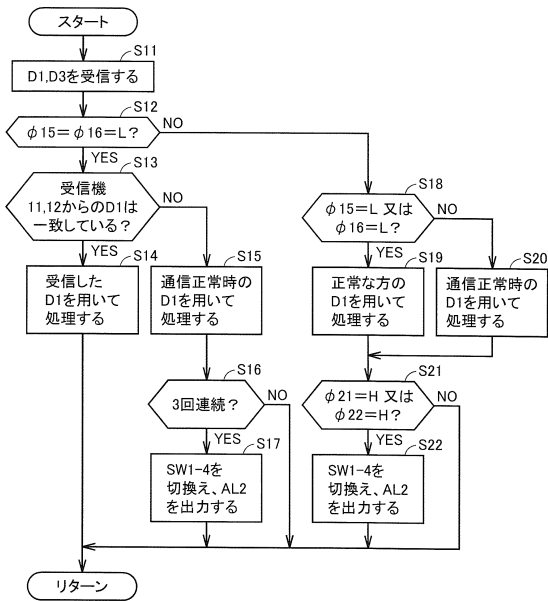 スタート
S11
D1,D3を受信する
S12
φ15=φ16=L?
NO
YES
S13
受信機
11,12からのD1は
一致している?
NO
YES
S14
受信した
D1を用いて
処理する
S15
通信正常時の
D1を用いて
処理する
S16
3回連続?
NO
YES
S17
SW1-4を
切換え、AL2
を出力する
S18
φ15=L 又は
φ16=L?
NO
YES
S19
正常な方の
D1を用いて
処理する
S20
通信正常時の
D1を用いて
処理する
S21
φ21=H 又は
φ22=H?
NO
YES
S22
SW1-4を
切換え、AL2
を出力する
リターン